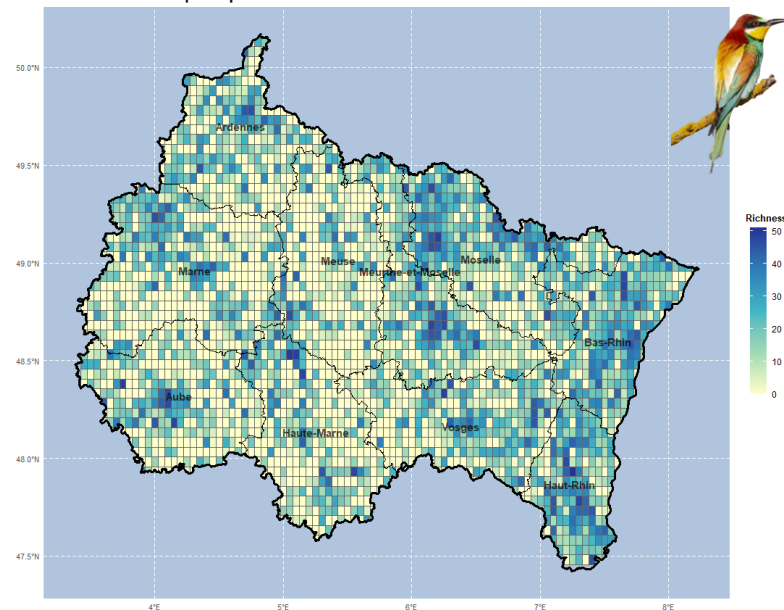 50.0°N
Ardennes
49.5°N
Richness
50
49.0°N
Marne
Meuse
Meurthe-et-Moselle
Moselle
40
30
20
48.5°N
Bas-Rhin
10
Aube
0
Haute-Marne
Vosges
48.0°N
Haut-Rhin
47.5°N
4°E
5°E
6°E
7°E
8°E